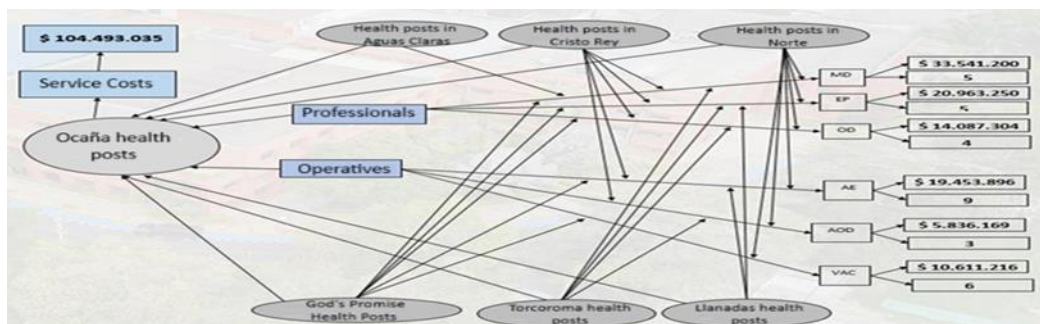 $ 104.493.035
Service Costs
Ocaña health
posts
Health posts in
Aguas Claras
Health posts in
Cristo Rey
Health posts in
Norte
Professionals
Operatives
MD
$ 33.541.200
5
EP
$ 20.963.250
5
OD
$ 14.087.304
4
AE
$ 19.453.896
9
AOD
$ 5.836.169
3
VAC
$ 10.611.216
6
God's Promise
Health Posts
Torcoroma health
posts
Llanadas health
posts